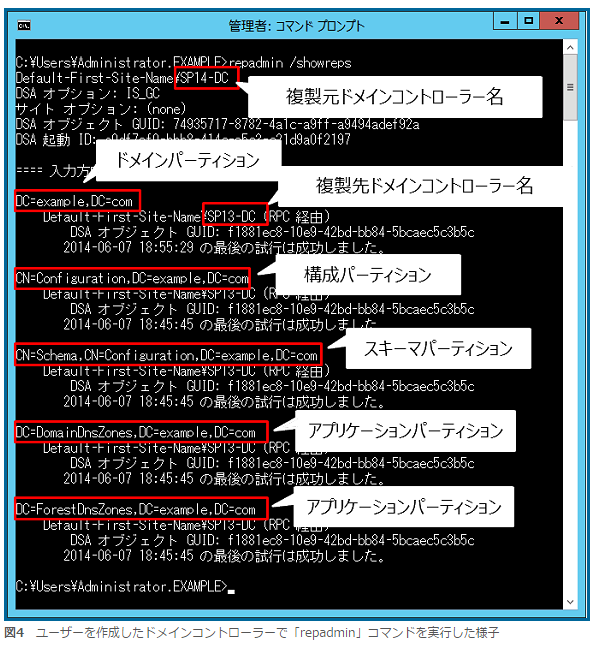 管理者: コマンド プロンプト
C:¥Users¥Administrator.EXAMPLE>repadmin /showreps
Default-First-Site-Name¥SP14-DC
複製元ドメインコントローラー名
DSA オプション: IS_GC
サイト オプション: (none)
DSA オブジェクト GUID: 74935717-8782-4a1c-a9ff-a9494adef92a
DSA 起動 ID:
ドメインパーティション
==== 入力方
複製先ドメインコントローラー名
DC=example,DC=com
Default-First-Site-Name¥SP13-DC (RPC 経由)
DSA オブジェクト GUID: f1881ec8-10e9-42bd-bb84-5bcaec5c3b5c
2014-06-07 18:55:29 の最後の試行は成功しました。
構成パーティション
CN=Configuration,DC=example,DC=com
Default-First-Site-Name¥SP13-DC (RPC 経由)
DSA オブジェクト GUID: f1881ec8-10e9-42bd-bb84-5bcaec5c3b5c
2014-06-07 18:45:45 の最後の試行は成功しました。
スキーマパーティション
CN=Schema,CN=Configuration,DC=example,DC=com
Default-First-Site-Name¥SP13-DC (RPC 経由)
DSA オブジェクト GUID: f1881ec8-10e9-42bd-bb84-5bcaec5c3b5c
2014-06-07 18:45:45 の最後の試行は成功しました。
アプリケーションパーティション
DC=DomainDnsZones,DC=example,DC=com
Default-First-Site-Name¥SP13-DC (RPC 経由)
DSA オブジェクト GUID: f1881ec8-10e9-42bd-bb84-5bcaec5c3b5c
2014-06-07 18:45:45 の最後の試行は成功しました。
アプリケーションパーティション
DC=ForestDnsZones,DC=example,DC=com
Default-First-Site-Name¥SP13-DC (RPC 経由)
DSA オブジェクト GUID: f1881ec8-10e9-42bd-bb84-5bcaec5c3b5c
2014-06-07 18:45:45 の最後の試行は成功しました。
C:¥Users¥Administrator.EXAMPLE>_
図4 ユーザーを作成したドメインコントローラーで「repadmin」コマンドを実行した様子